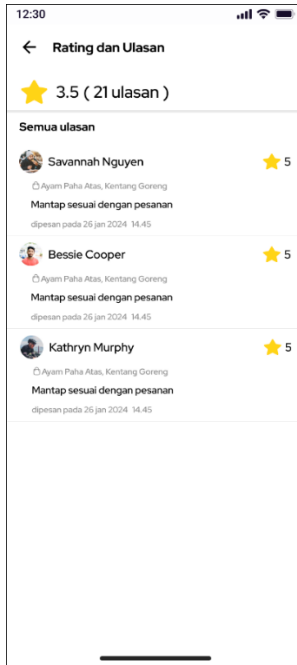 12:30
Rating dan Ulasan
3.5 ( 21 ulasan )
Semua ulasan
Savannah Nguyen
5
Ayam Paha Atas, Kentang Goreng
Mantap sesuai dengan pesanan
dipesan pada 26 jan 2024 14.45
Bessie Cooper
5
Ayam Paha Atas, Kentang Goreng
Mantap sesuai dengan pesanan
dipesan pada 26 jan 2024 14.45
Kathryn Murphy
5
Ayam Paha Atas, Kentang Goreng
Mantap sesuai dengan pesanan
dipesan pada 26 jan 2024 14.45